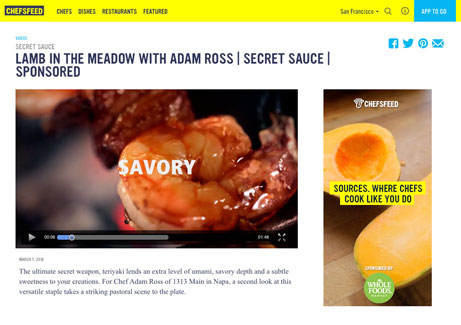 CHEFSFEED
CHEFS DISHES RESTAURANTS FEATURED
San Francisco
APP TO GO
VIDEO
SECRET SAUCE
LAMB IN THE MEADOW WITH ADAM ROSS | SECRET SAUCE |
SPONSORED
SAVORY
00:06
01:48
CHEFSFEED
SOURCES. WHERE CHEFS
COOK LIKE YOU DO
SPONSORED BY
WHOLE
FOODS
MARKET
MARCH 7, 2016
The ultimate secret weapon, teriyaki lends an extra level of umami, savory depth and a subtle
sweetness to your creations. For Chef Adam Ross of 1313 Main in Napa, a second look at this
versatile staple takes a striking pastoral scene to the plate.